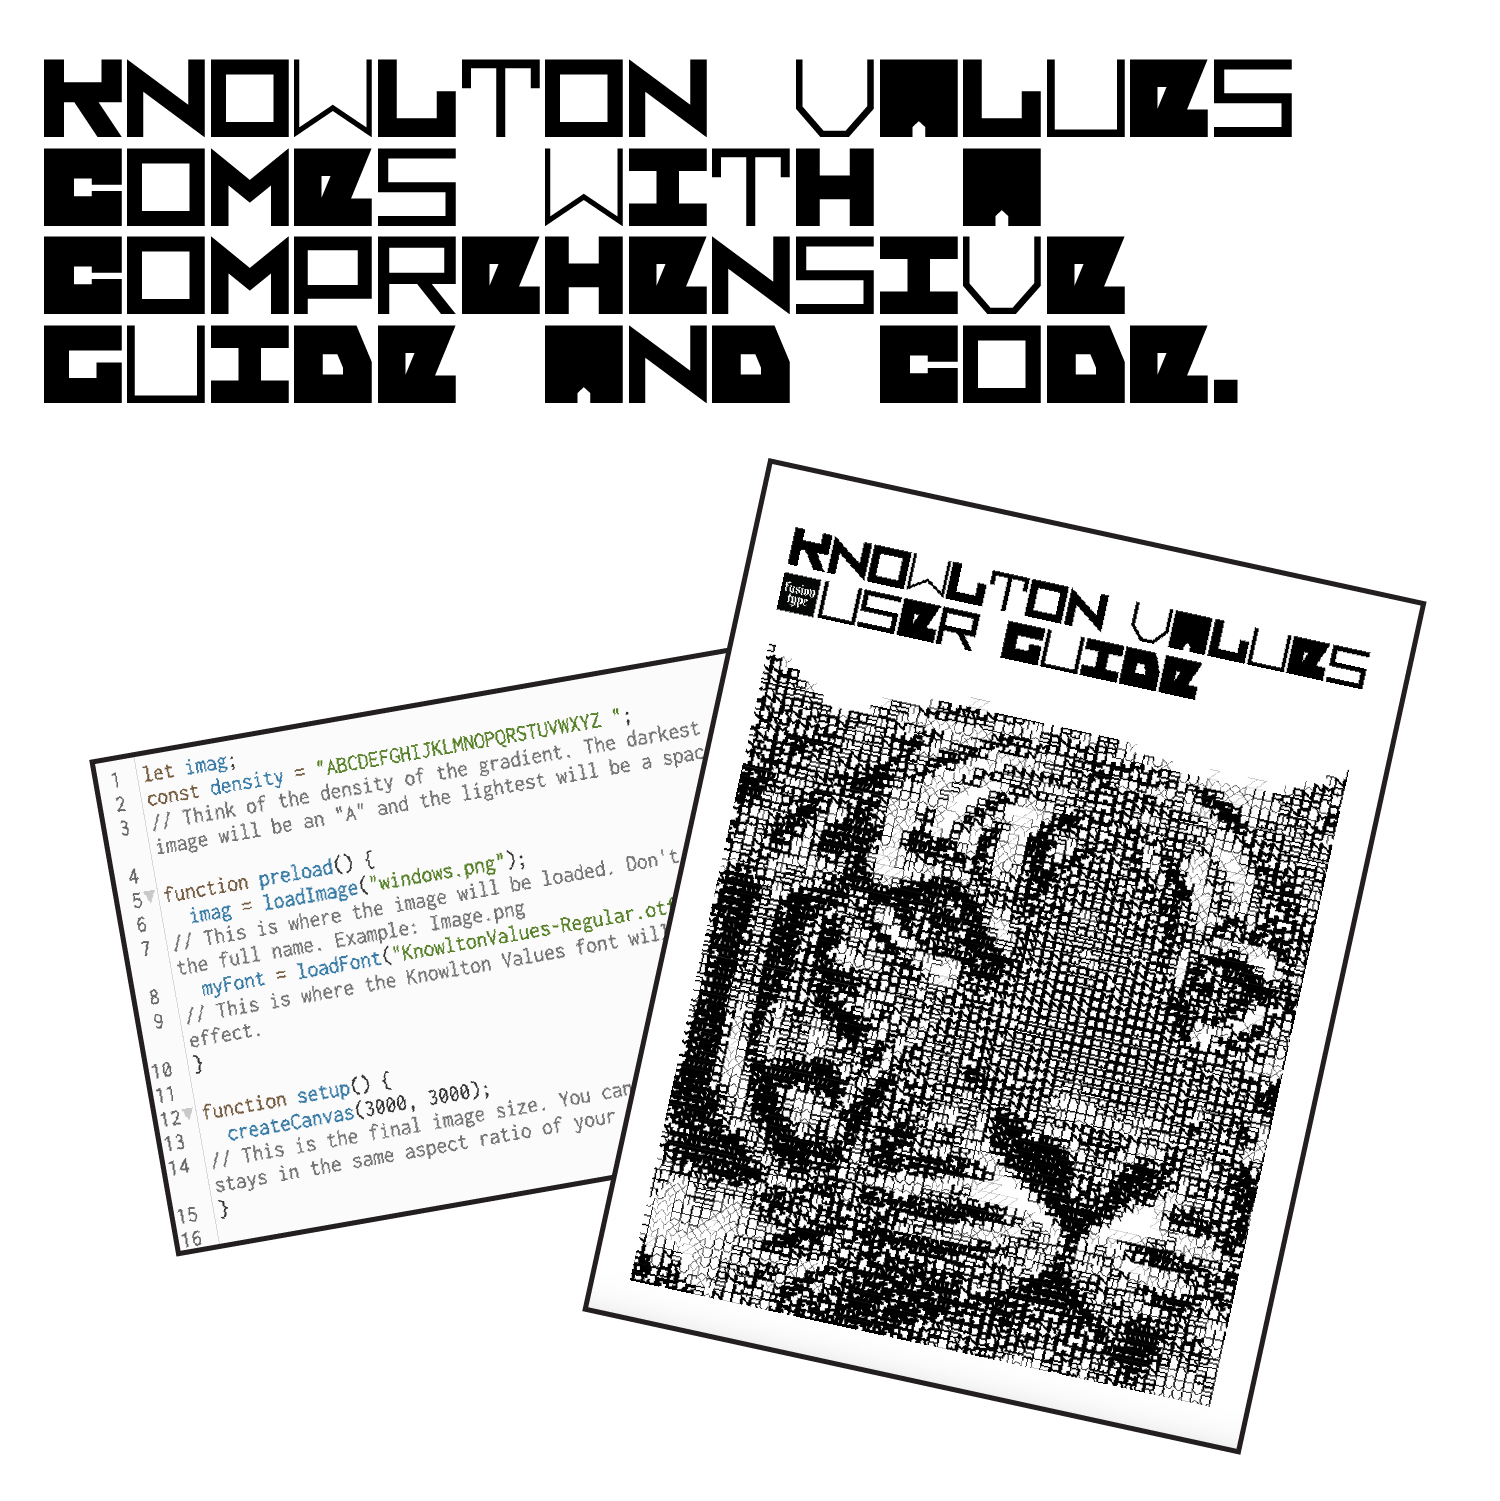 KNOWLTON VALUES
COMES WITH A
COMPREHENSIVE
GUIDE AND CODE.
1 let imag;
2 const density = "ABCDEFGHIJKLMNOPQRSTUVWXYZ ";
3 // Think of the density of the gradient. The darkest
image will be an "A" and the lightest will be a spac
4
5 function preload() {
6 imag = loadImage("windows.png");
7 // This is where the image will be loaded. Don't
the full name. Example: Image.png
8 myFont = loadFont("KnowltonValues-Regular.otf
9 // This is where the Knowlton Values font will
effect.
10 }
11
12 function setup() {
13 createCanvas(3000, 3000);
14 // This is the final image size. You can
stays in the same aspect ratio of your
15 }
16
KNOWLTON VALUES
fusion
type
USER GUIDE